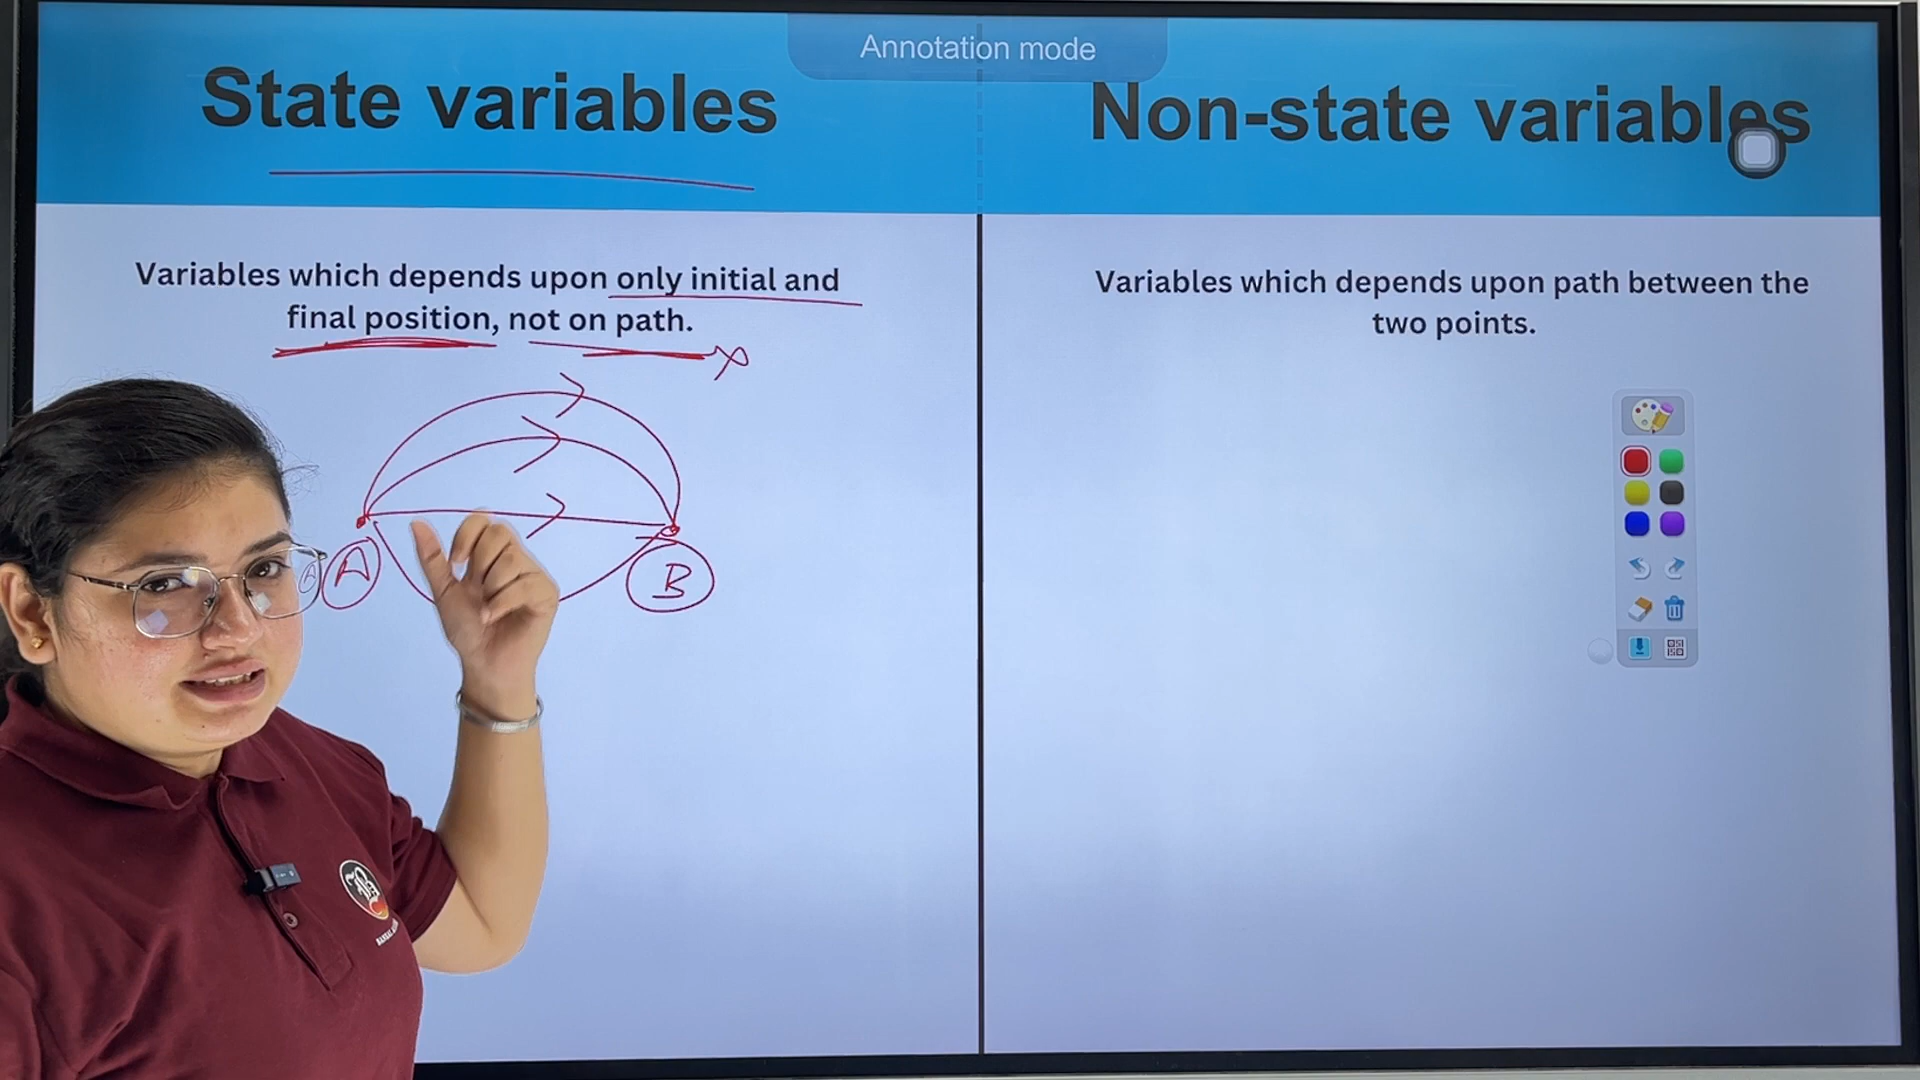 Annotation mode
State variables
Non-state variables
Variables which depends upon only initial and
final position, not on path.
A
B
Variables which depends upon path between the
two points.